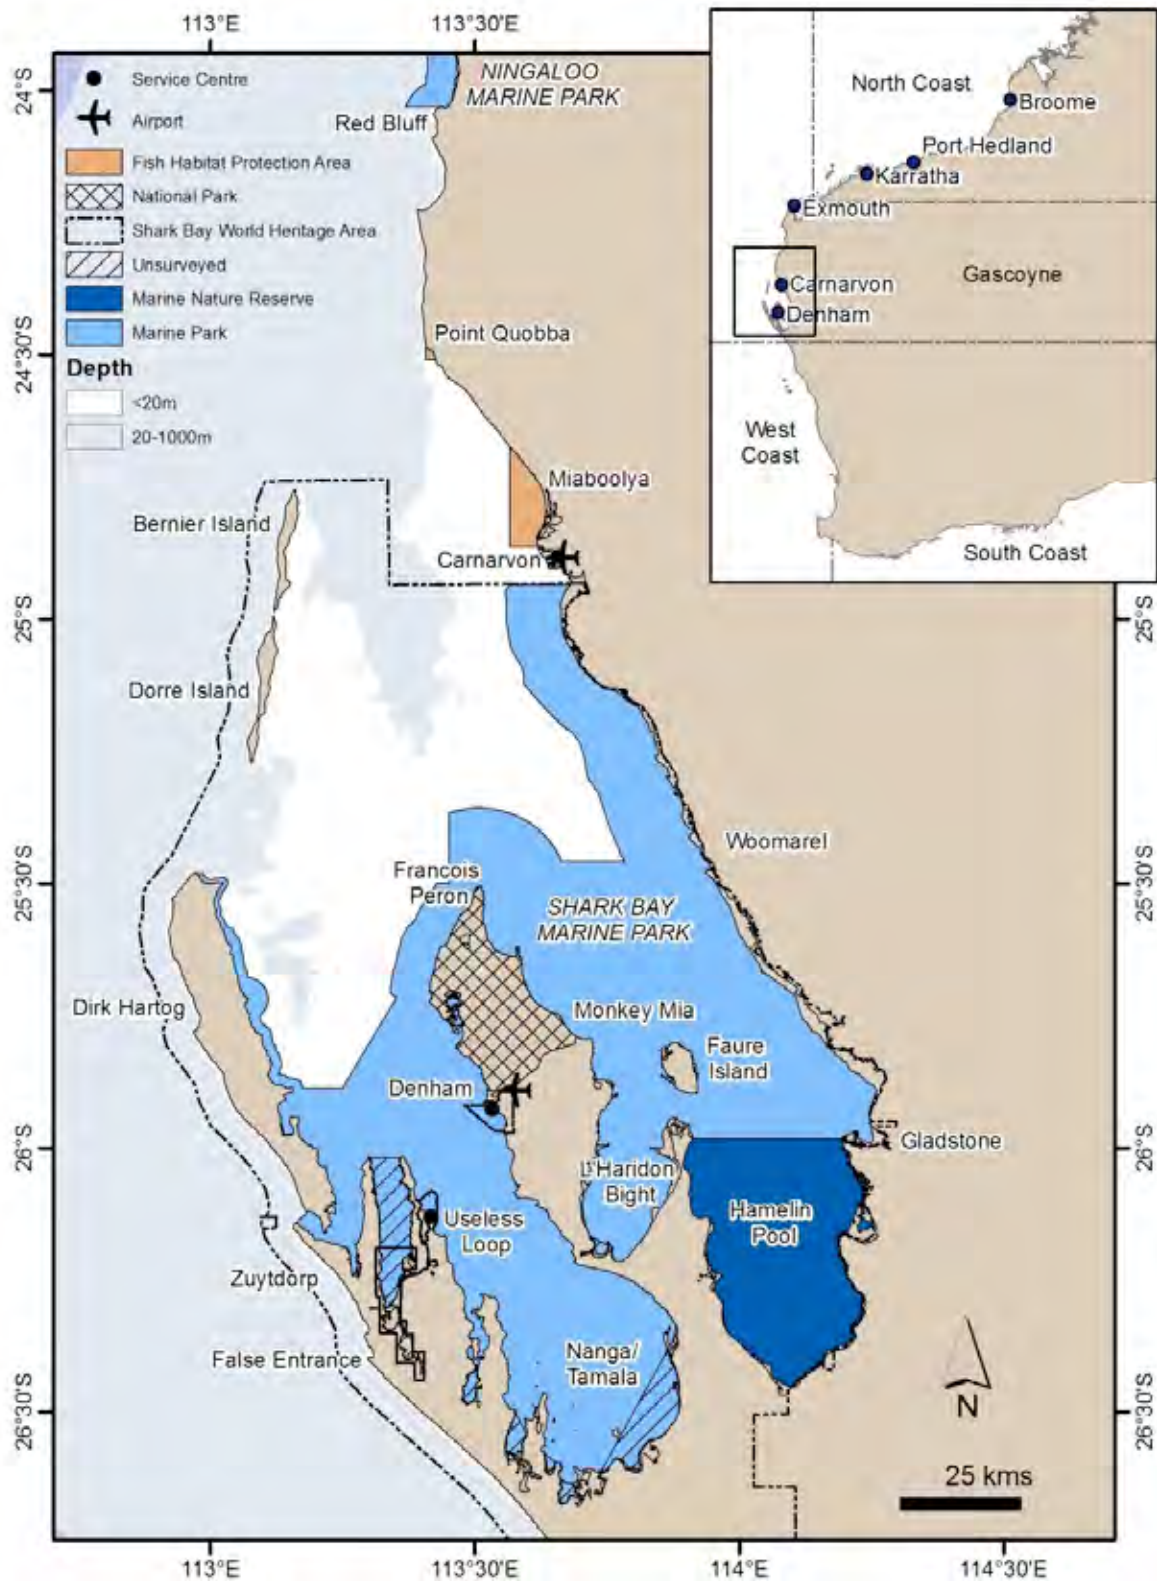 113°E
113°30'E
24°S
24°30'S
25°S
25°30'S
26°S
26°30'S
Service Centre
Airport
Fish Habitat Protection Area
National Park
Shark Bay World Heritage Area
Unsurveyed
Marine Nature Reserve
Marine Park
Depth
<20m
20-1000m
NINGALOO
MARINE PARK
Red Bluff
Point Quobba
Miaboolya
Bernier Island
Carnarvon
Dorre Island
Woomarel
Francois
Peron
SHARK BAY
MARINE PARK
Dirk Hartog
Monkey Mia
Faure
Island
Denham
Gladstone
L'Haridon
Bight
Hamelin
Pool
Useless
Loop
Zuytdorp
False Entrance
Nanga/
Tamala
N
25 kms
North Coast
Broome
Port Hedland
Karratha
Exmouth
Gascoyne
Carnarvon
Denham
West
Coast
South Coast
25°S
25°30'S
26°S
26°30'S
113°E
113°30'E
114°E
114°30'E